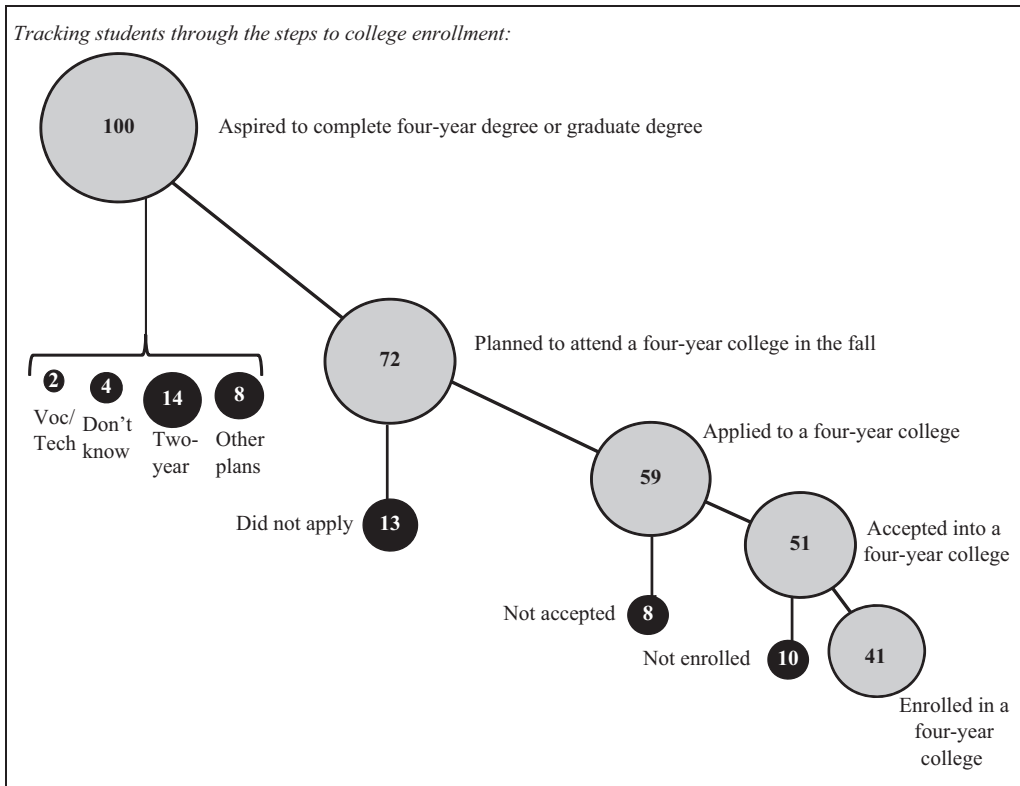 Tracking students through the steps to college enrollment:
100
Aspired to complete four-year degree or graduate degree
72
Planned to attend a four-year college in the fall
2
4
14
8
Voc/
Tech
Don’t
know
Two-
year
Other
plans
Applied to a four-year college
59
Did not apply
13
51
Accepted into a
four-year college
Not accepted
8
Not enrolled
10
41
Enrolled in a
four-year
college